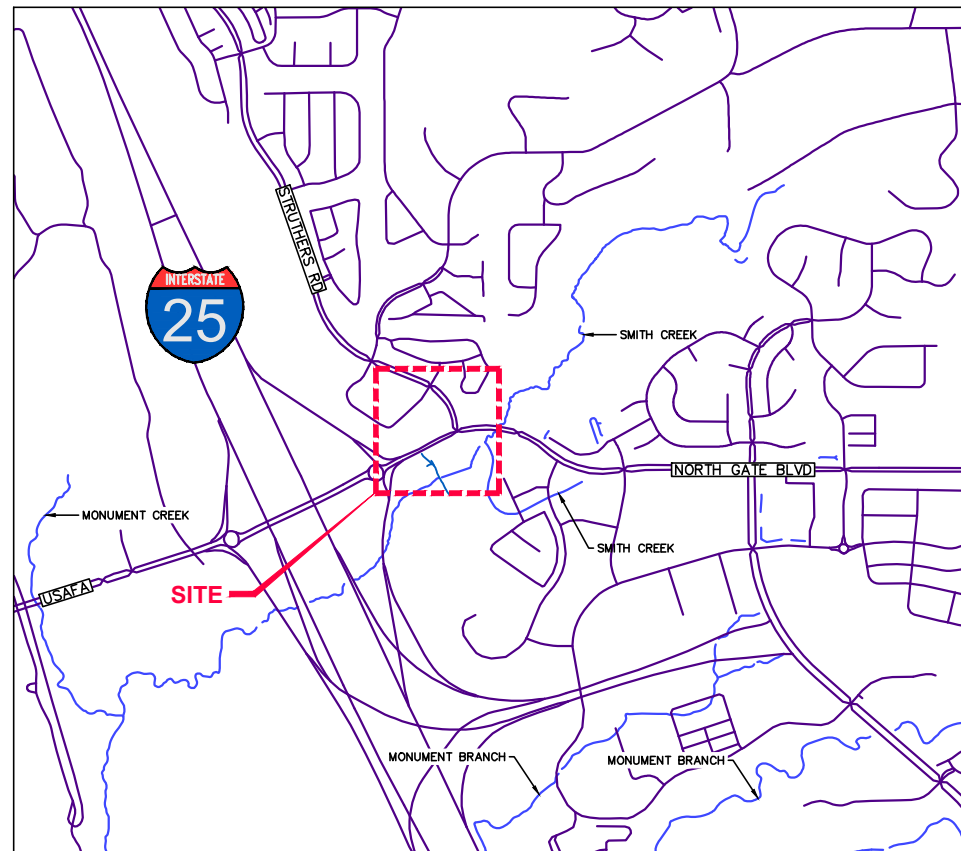 STRUTHERS RD
INTERSTATE
25
SMITH CREEK
NORTH GATE BLVD
MONUMENT CREEK
SMITH CREEK
USAFA
SITE
MONUMENT BRANCH
MONUMENT BRANCH